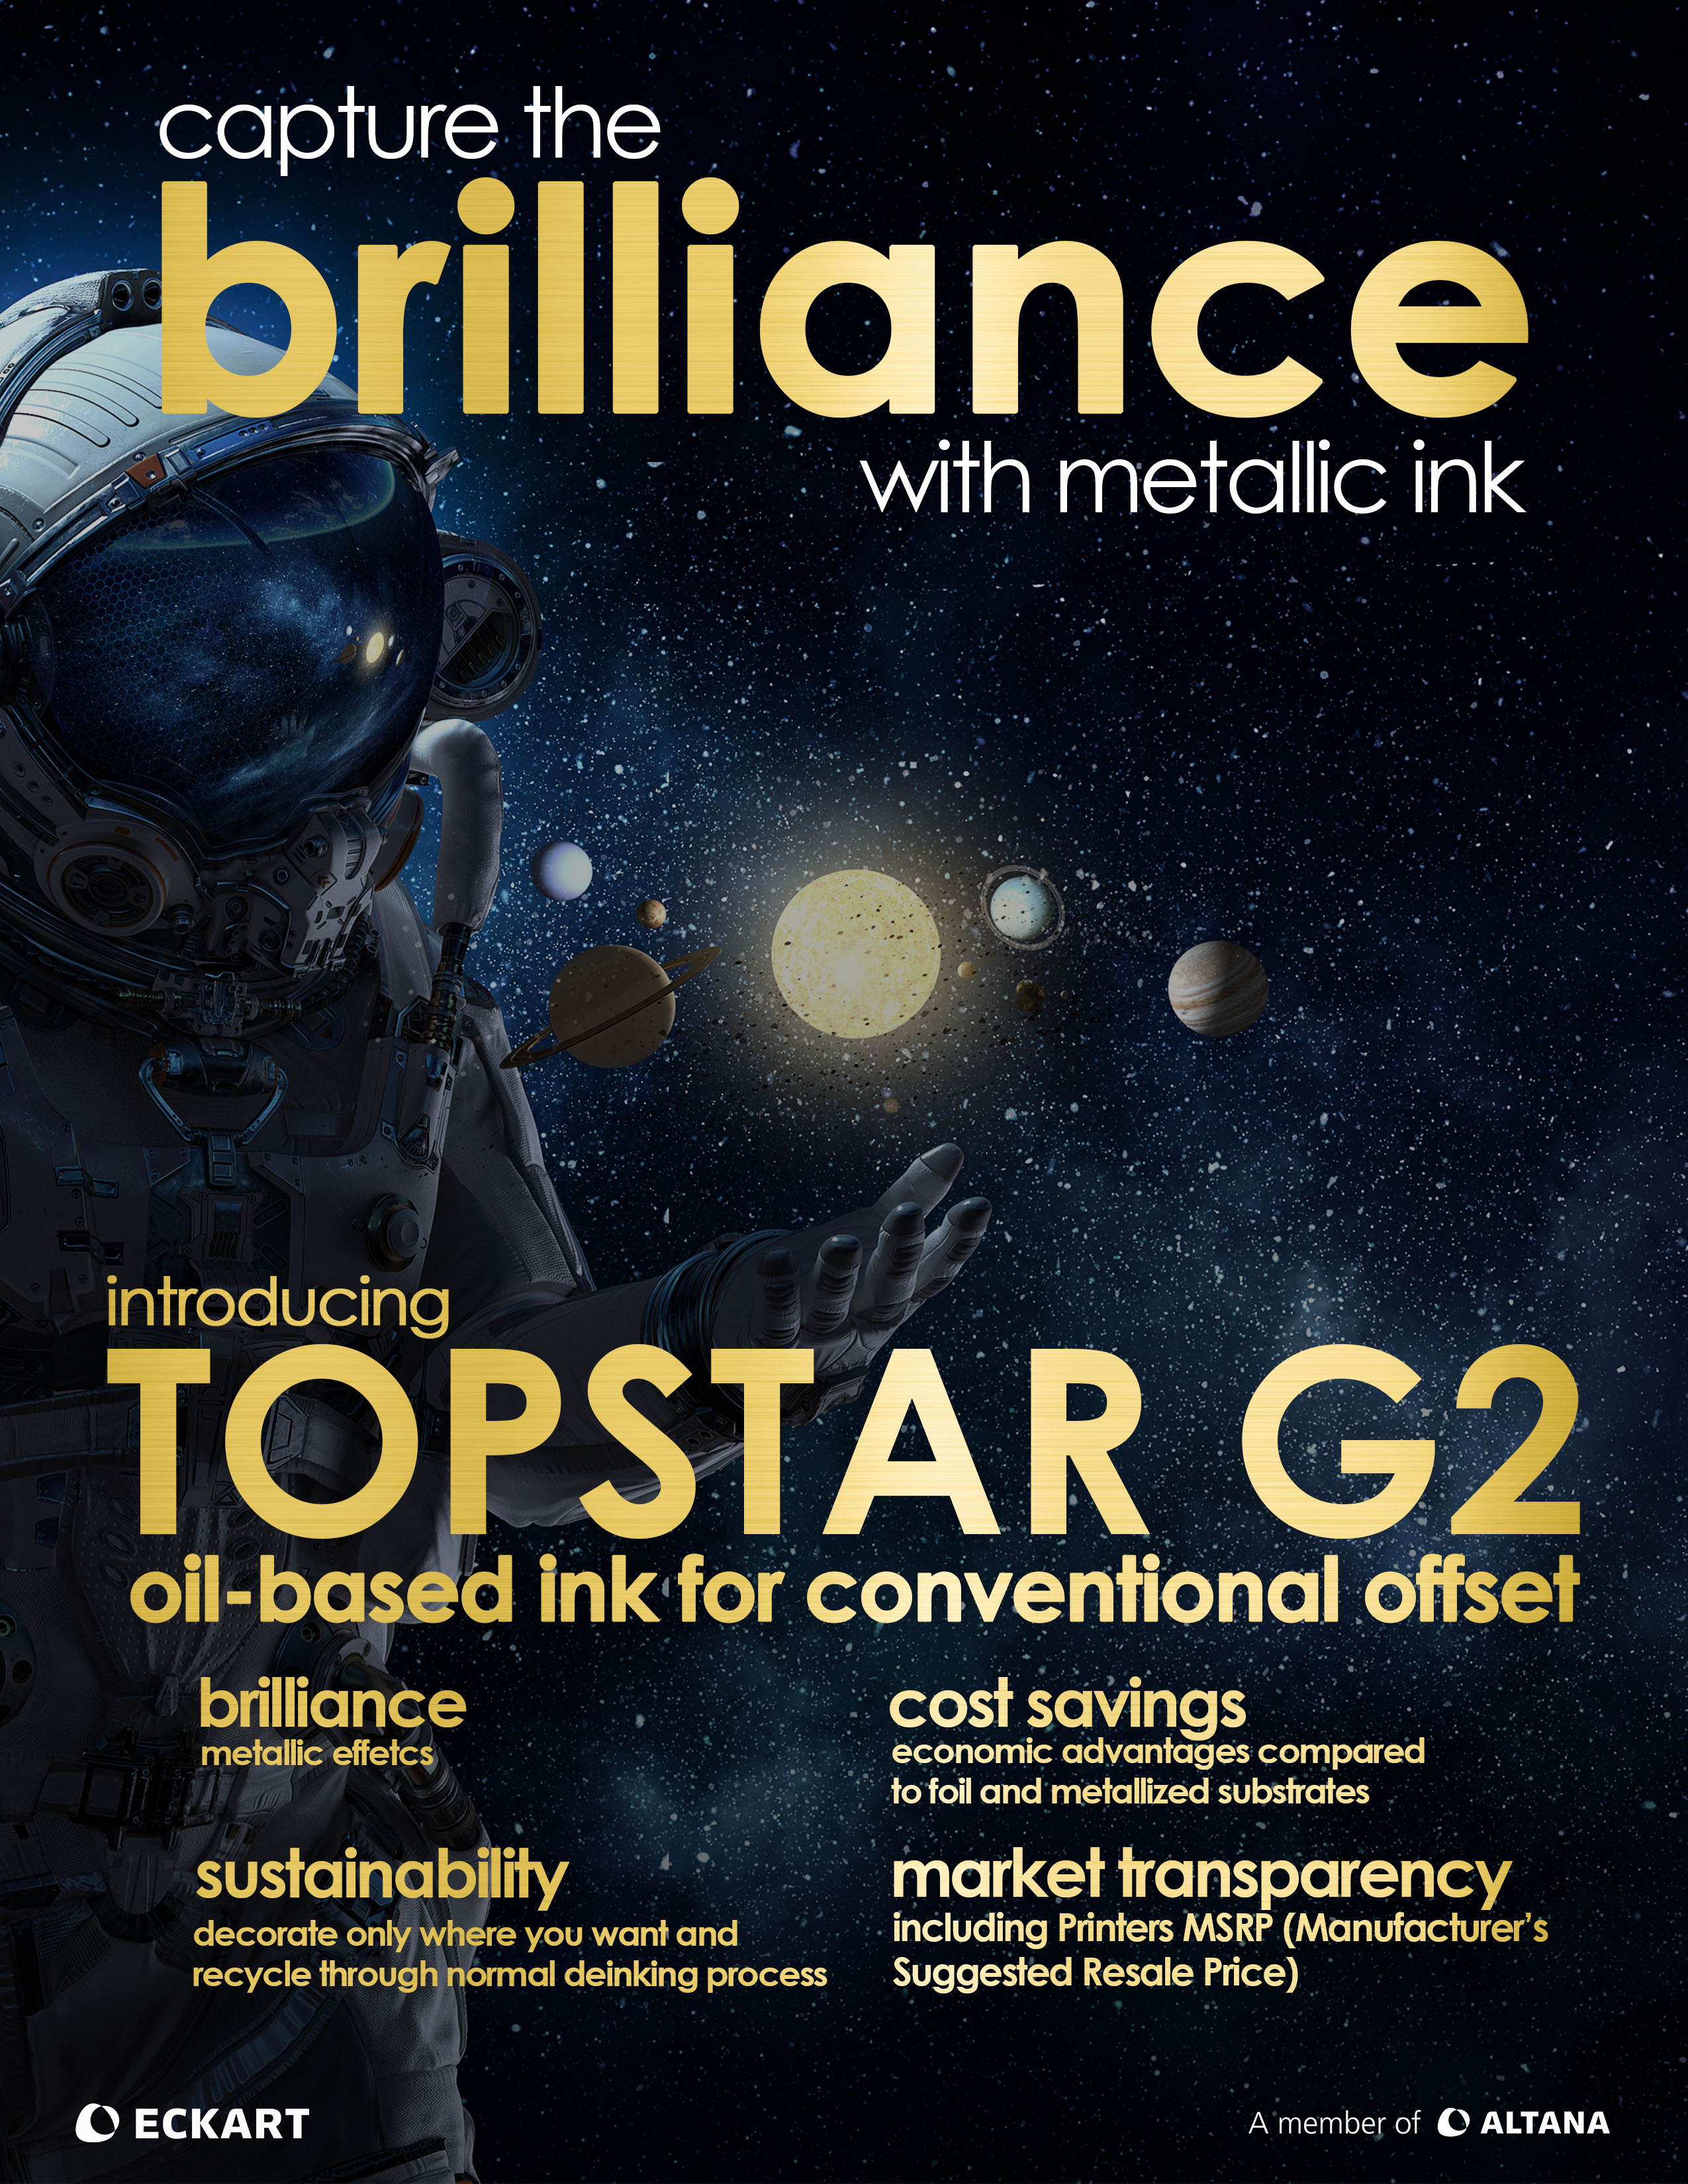 capture the
brilliance
with metallic ink
introducing
TOPSTAR G2
oil-based ink for conventional offset
brilliance
metallic effetcs
cost savings
economic advantages compared
to foil and metallized substrates
sustainability
decorate only where you want and
recycle through normal deinking process
market transparency
including Printers MSRP (Manufacturer’s
Suggested Resale Price)
ECKART
A member of ALTANA